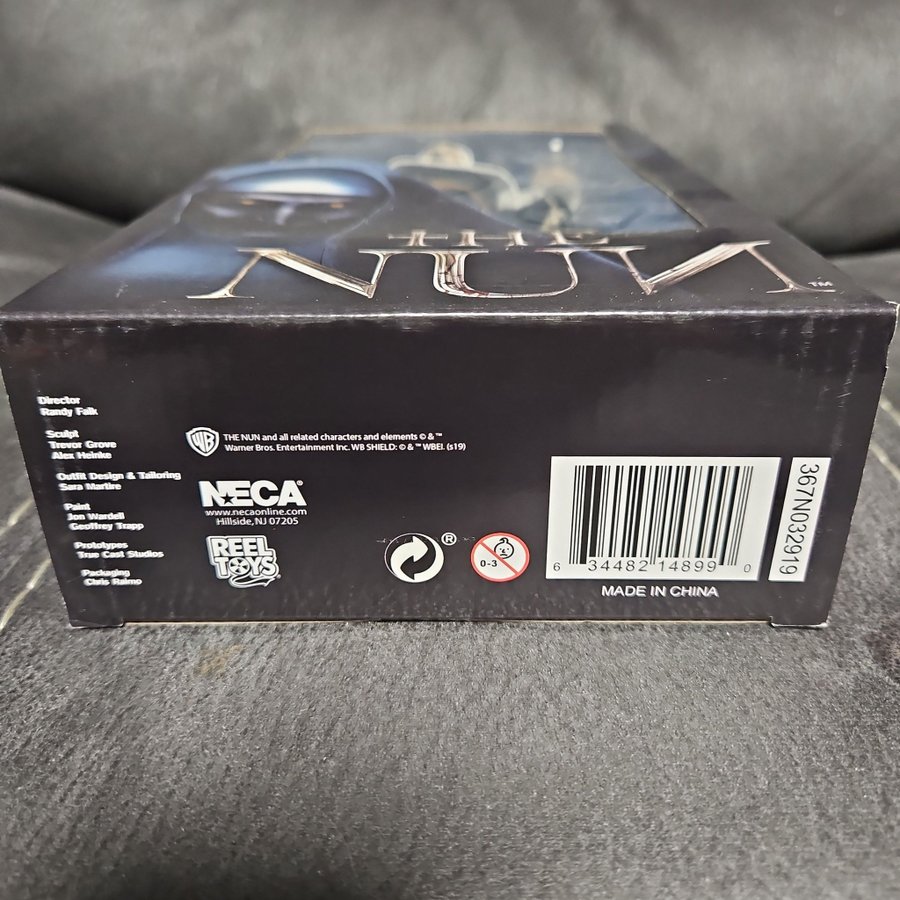 THE
NUN™
Director
Randy Falk
Sculpt
Trevor Grove
Alex Heinke
Outfit Design & Tailoring
Sara Martire
Paint
Jon Wardell
Geoffrey Trapp
Prototypes
True Cast Studios
Packaging
Chris Raimo
WB
THE NUN and all related characters and elements © & ™
Warner Bros. Entertainment Inc. WB SHIELD: © & ™ WBEI. (s19)
NECA®
www.necaonline.com
Hillside, NJ 07205
REEL
TOYS
®
0-3
6 34482 14899 0
MADE IN CHINA
367N032919